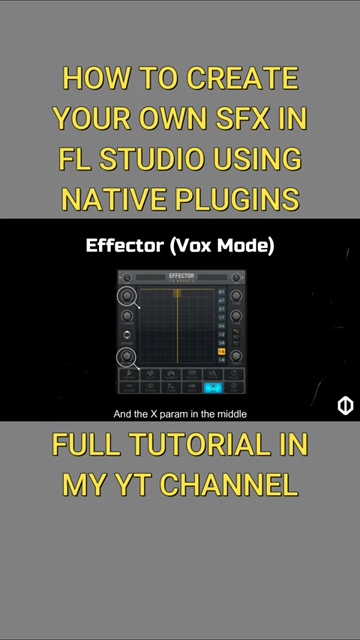 HOW TO CREATE
YOUR OWN SFX IN
FL STUDIO USING
NATIVE PLUGINS
Effector (Vox Mode)
EFFECTOR
And the X param in the middle
FULL TUTORIAL IN
MY YT CHANNEL